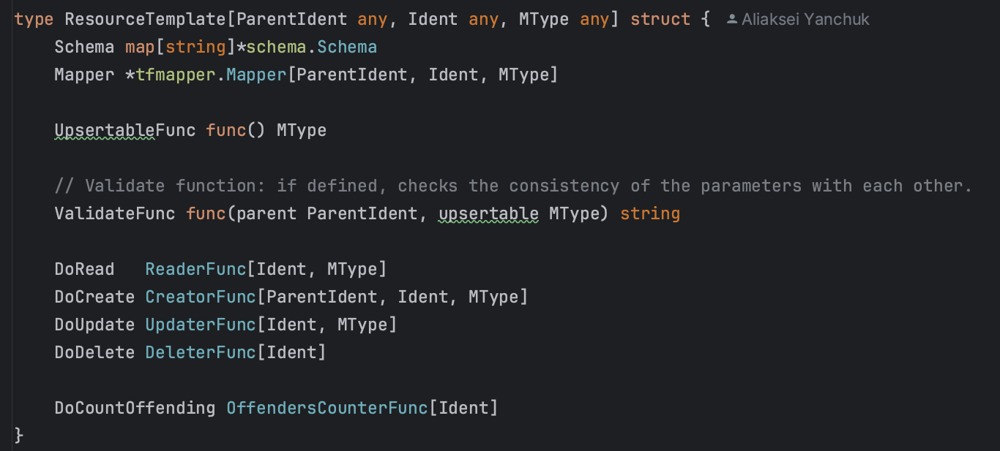 type ResourceTemplate[ParentIdent any, Ident any, MType any] struct { Aliaksei Yanchuk
    Schema map[string]*schema.Schema
    Mapper *tfmapper.Mapper[ParentIdent, Ident, MType]

    UpsertableFunc func() MType

    // Validate function: if defined, checks the consistency of the parameters with each other.
    ValidateFunc func(parent ParentIdent, upsertable MType) string

    DoRead   ReaderFunc[Ident, MType]
    DoCreate CreatorFunc[ParentIdent, Ident, MType]
    DoUpdate UpdaterFunc[Ident, MType]
    DoDelete DeleterFunc[Ident]

    DoCountOffending OffendersCounterFunc[Ident]
}